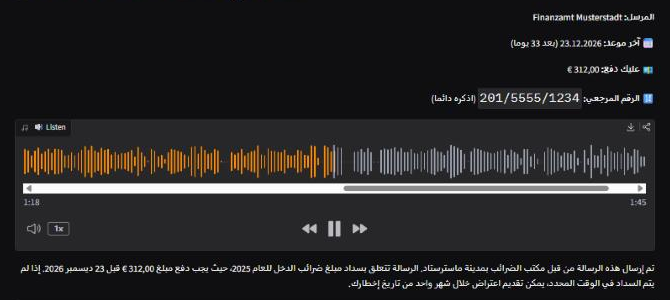 المرسل: Finanzamt Musterstadt
آخر موعد: 23.12.2026 (بعد 33 يوما)
عليك دفع: 312,00 €
الرقم المرجعي: 201/5555/1234 (اذكره دائما)
Listen
1:18 1:45
1x
تم إرسال هذه الرسالة من قبل مكتب الضرائب بمدينة ماسترستاد. الرسالة تتعلق بسداد مبلغ ضرائب الدخل للعام 2025، حيث يجب دفع مبلغ 312,00 € قبل 23 ديسمبر 2026. إذا لم
يتم السداد في الوقت المحدد، يمكن تقديم اعتراض خلال شهر واحد من تاريخ إخطارك.